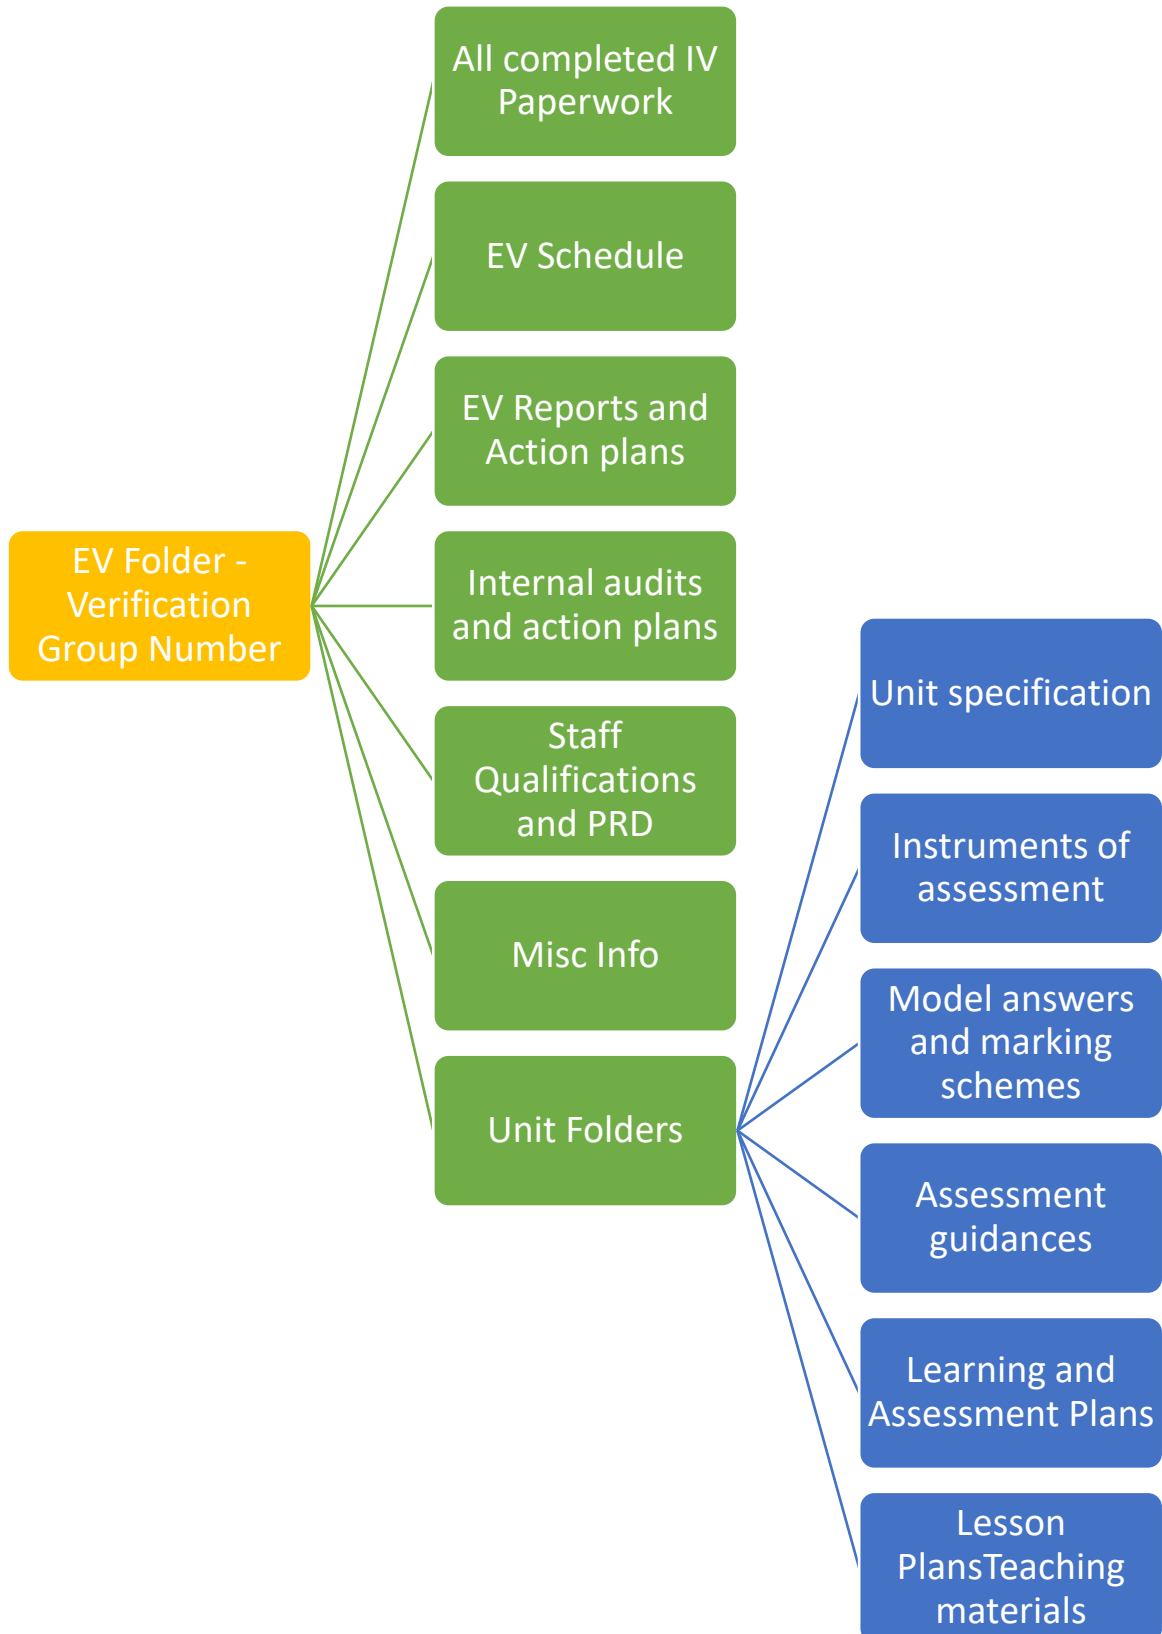 EV Folder -
Verification
Group Number
All completed IV
Paperwork
EV Schedule
EV Reports and
Action plans
Internal audits
and action plans
Staff
Qualifications
and PRD
Misc Info
Unit Folders
Unit specification
Instruments of
assessment
Model answers
and marking
schemes
Assessment
guidances
Learning and
Assessment Plans
Lesson
PlansTeaching
materials